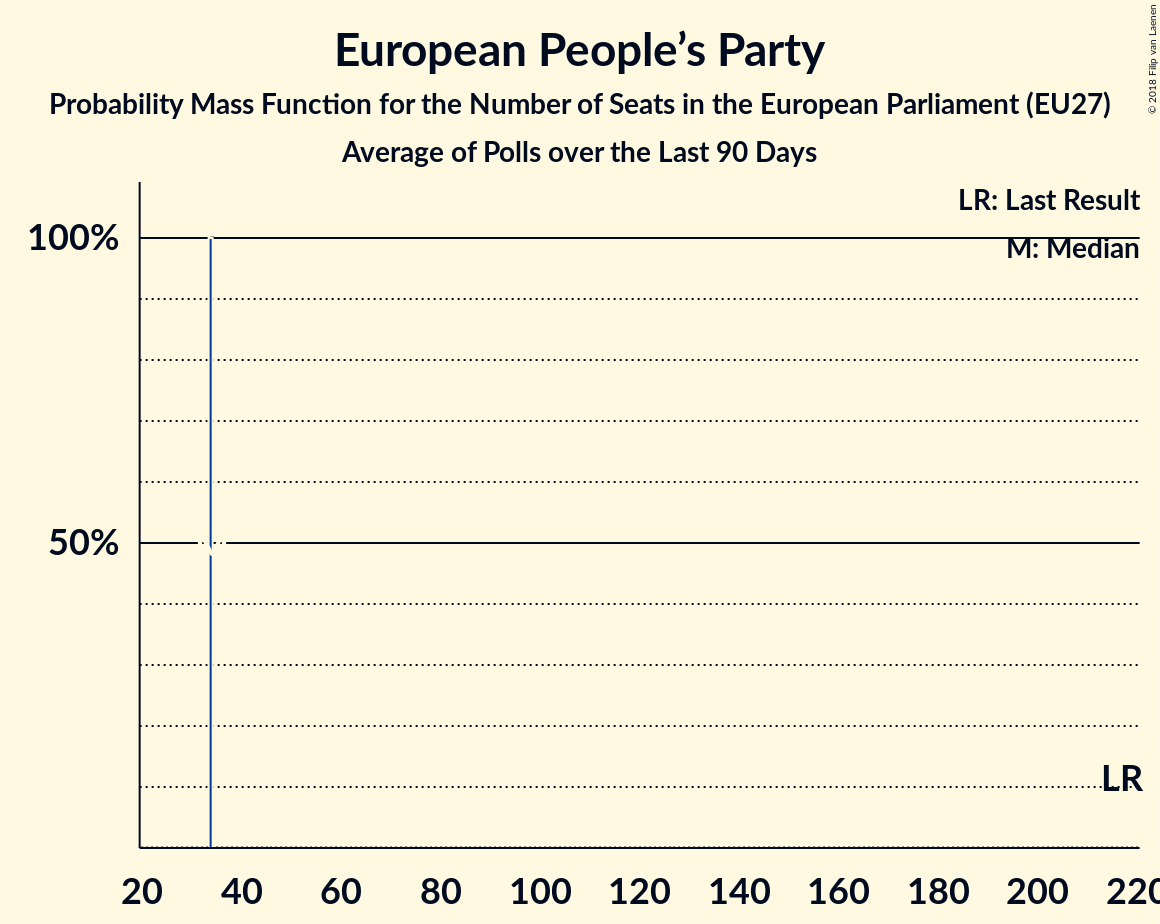 European People’s Party
Probability Mass Function for the Number of Seats in the European Parliament (EU27)
Average of Polls over the Last 90 Days
© 2018 Filip van Laenen
LR: Last Result
M: Median
100%
50%
LR
20 40 60 80 100 120 140 160 180 200 220